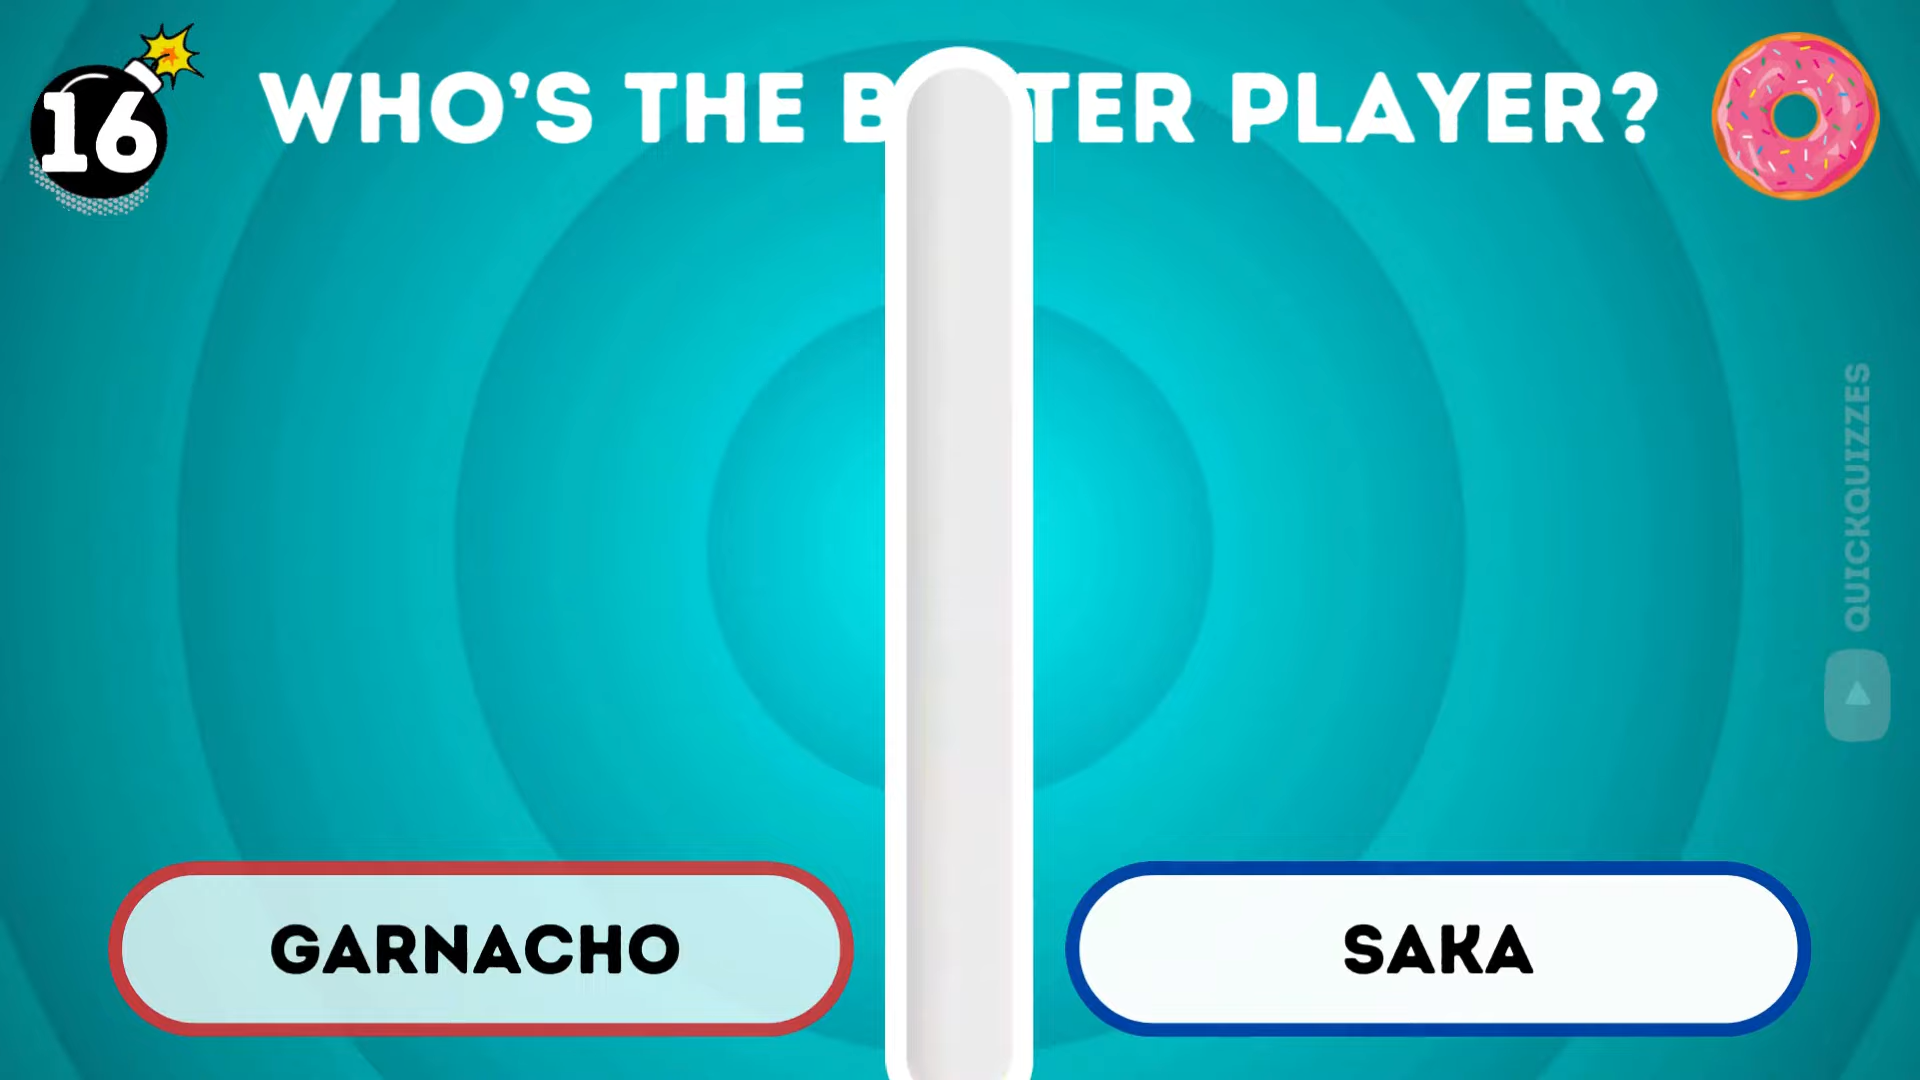 16
WHO'S THE B TER PLAYER?
QUICKQUIZZES
GARNACHO
SAKA